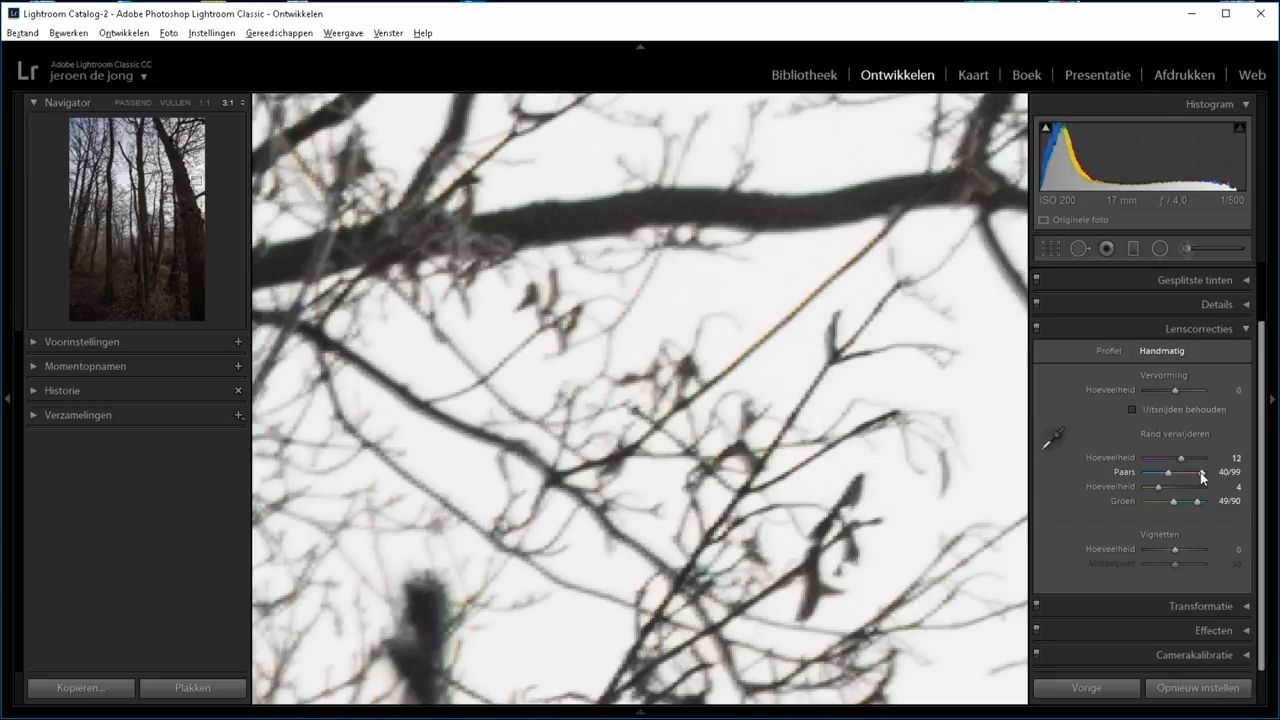 Lightroom Catalog-2 - Adobe Photoshop Lightroom Classic - Ontwikkelen
Bestand Bewerken Ontwikkelen Foto Instellingen Gereedschappen Weergave Venster Help
Lr Adobe Lightroom Classic CC
jeroen de jong
Bibliotheek Ontwikkelen Kaart Boek Presentatie Afdrukken Web
Navigator PASSEND VULLEN 1:1 3:1
Voorinstellingen
Momentopnamen
Historie
Verzamelingen
Kopiëren... Plakken
Histogram
ISO 200 17 mm ƒ / 4,0 1/500
Originele foto
Gesplitste tinten
Details
Lenscorrecties
Profiel Handmatig
Vervorming
Hoeveelheid 0
Uitsnijden behouden
Rand verwijderen
Hoeveelheid 12
Paars 40/99
Hoeveelheid 4
Groen 49/90
Vignetten
Hoeveelheid 0
Middelpunt 50
Transformatie
Effecten
Camerakalibratie
Vorige Opnieuw instellen